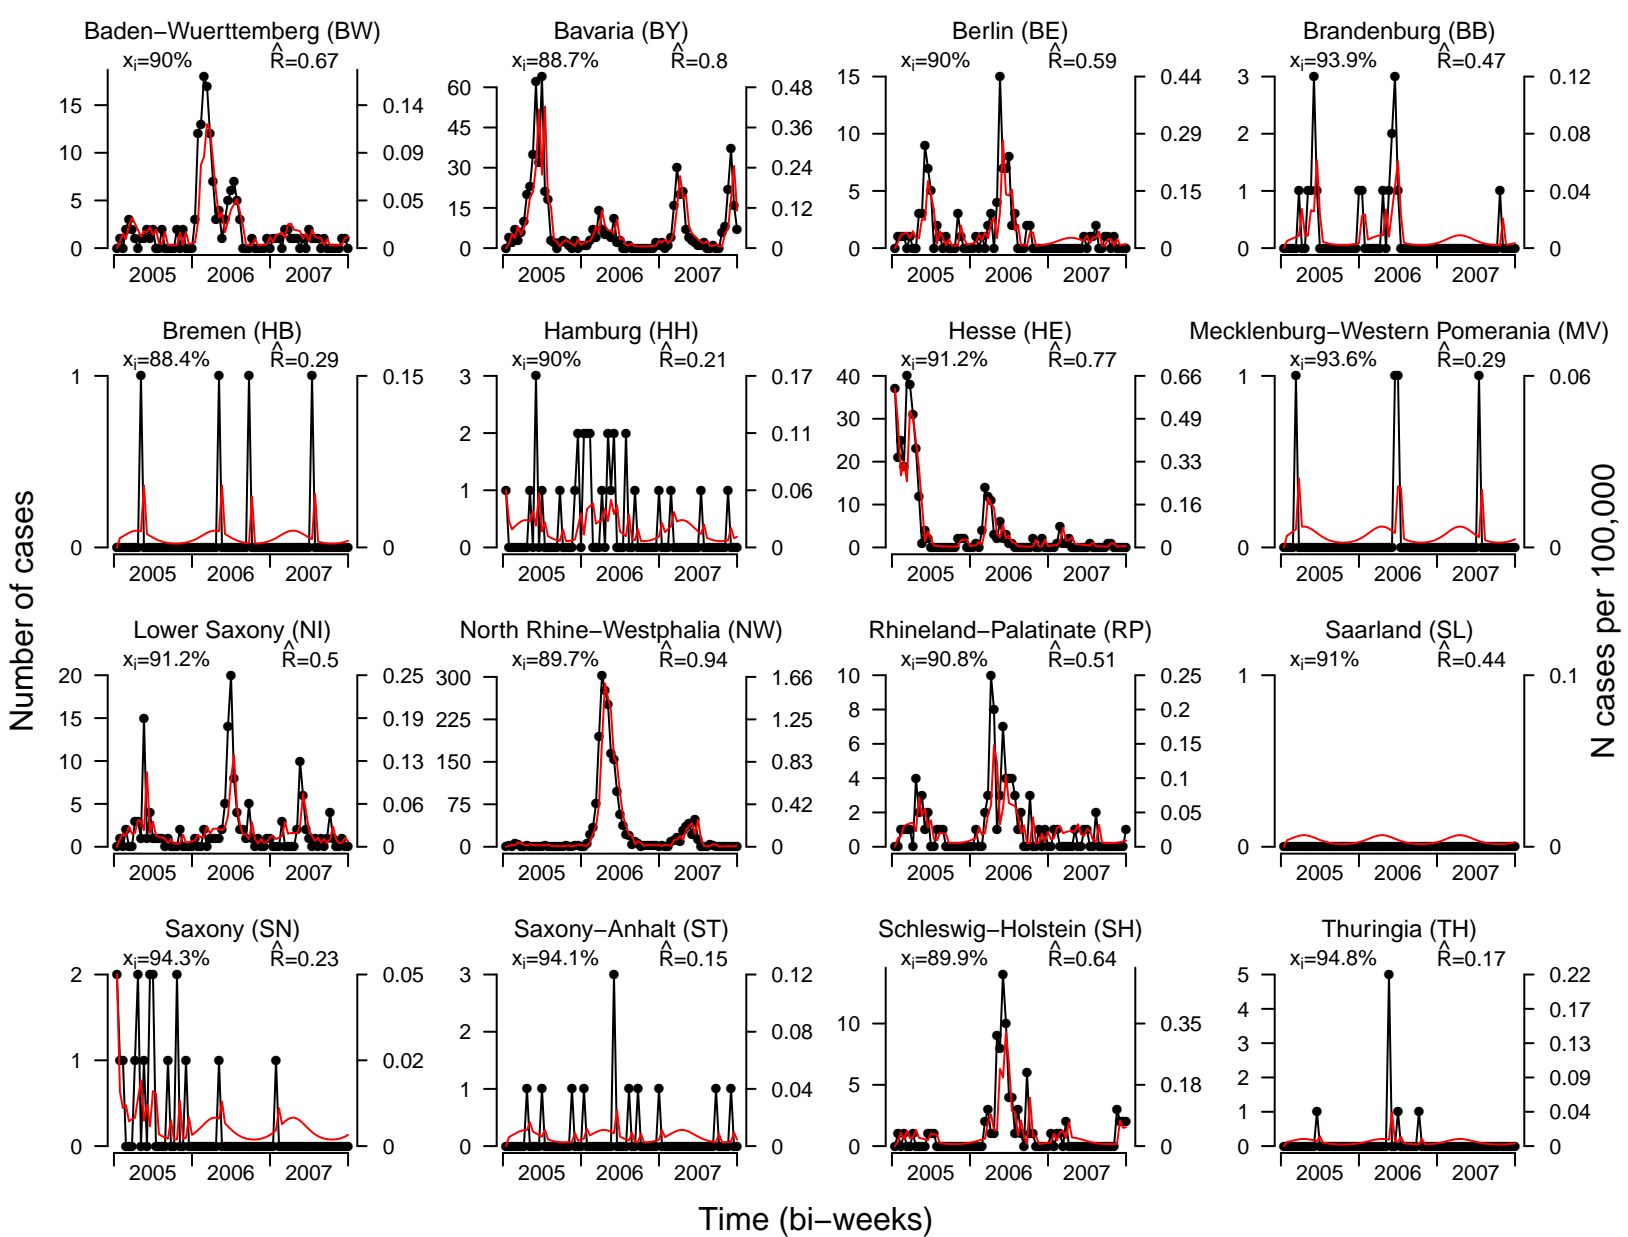 Baden−Wuerttemberg (BW) Bavaria (BY) Berlin (BE) Brandenburg (BB)
xi=90% R̂=0.67 xi=88.7% R̂=0.8 xi=90% R̂=0.59 xi=93.9% R̂=0.47
0 5 10 15
0 0.05 0.09 0.14
2005 2006 2007
0 15 30 45 60
0 0.12 0.24 0.36 0.48
2005 2006 2007
0 5 10 15
0 0.15 0.29 0.44
2005 2006 2007
0 1 2 3
0 0.04 0.08 0.12
2005 2006 2007
Bremen (HB) Hamburg (HH) Hesse (HE) Mecklenburg−Western Pomerania (MV)
xi=88.4% R̂=0.29 xi=90% R̂=0.21 xi=91.2% R̂=0.77 xi=93.6% R̂=0.29
0 1
0 0.15
2005 2006 2007
0 1 2 3
0 0.06 0.11 0.17
2005 2006 2007
0 10 20 30 40
0 0.16 0.33 0.49 0.66
2005 2006 2007
0 1
0 0.06
2005 2006 2007
Number of cases
N cases per 100,000
Lower Saxony (NI) North Rhine−Westphalia (NW) Rhineland−Palatinate (RP) Saarland (SL)
xi=91.2% R̂=0.5 xi=89.7% R̂=0.94 xi=90.8% R̂=0.51 xi=91% R̂=0.44
0 5 10 15 20
0 0.06 0.13 0.19 0.25
2005 2006 2007
0 75 150 225 300
0 0.42 0.83 1.25 1.66
2005 2006 2007
0 2 4 6 8 10
0 0.05 0.1 0.15 0.2 0.25
2005 2006 2007
0 1
0 0.1
2005 2006 2007
Saxony (SN) Saxony−Anhalt (ST) Schleswig−Holstein (SH) Thuringia (TH)
xi=94.3% R̂=0.23 xi=94.1% R̂=0.15 xi=89.9% R̂=0.64 xi=94.8% R̂=0.17
0 1 2
0 0.02 0.05
2005 2006 2007
0 1 2 3
0 0.04 0.08 0.12
2005 2006 2007
0 5 10
0 0.18 0.35
2005 2006 2007
0 1 2 3 4 5
0 0.04 0.09 0.13 0.17 0.22
2005 2006 2007
Time (bi−weeks)